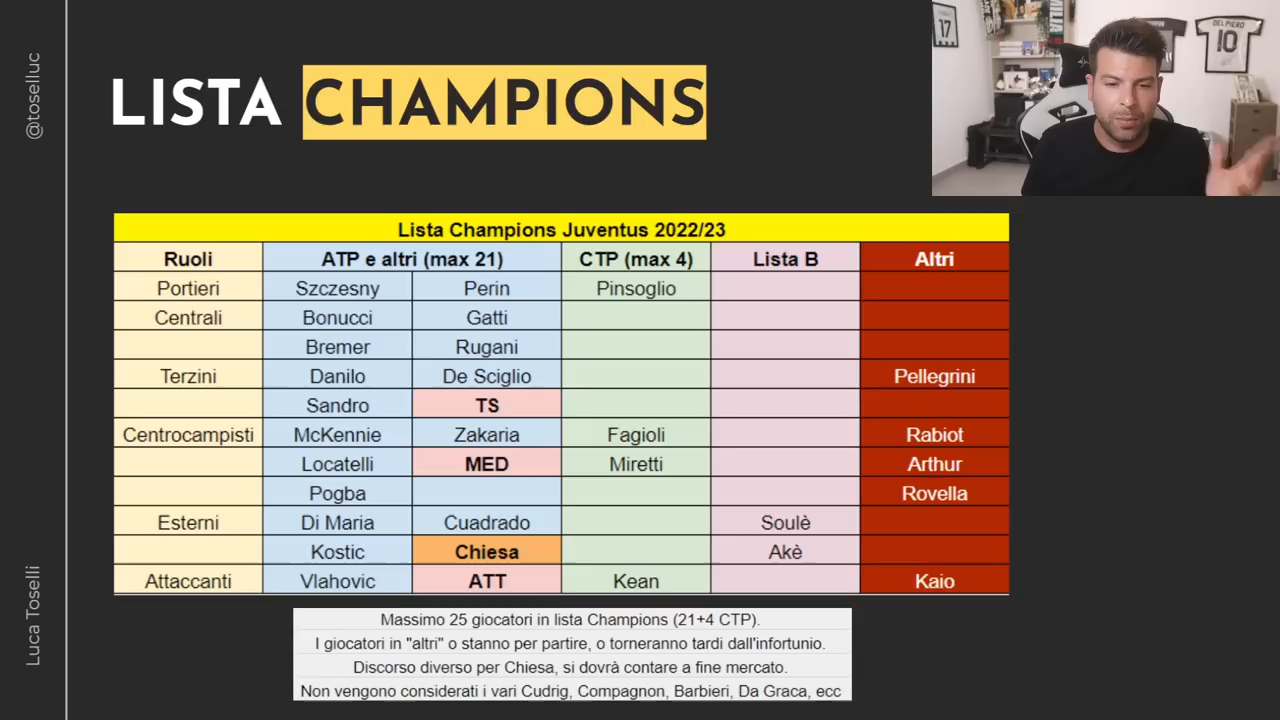 @toselluc
Luca Toselli
LISTA CHAMPIONS
17
DEL PIERO
10
Lista Champions Juventus 2022/23
Ruoli ATP e altri (max 21) CTP (max 4) Lista B Altri
Portieri Szczesny Perin Pinsoglio
Centrali Bonucci Gatti
Bremer Rugani
Terzini Danilo De Sciglio Pellegrini
Sandro TS
Centrocampisti McKennie Zakaria Fagioli Rabiot
Locatelli MED Miretti Arthur
Pogba Rovella
Esterni Di Maria Cuadrado Soulè
Kostic Chiesa Akè
Attaccanti Vlahovic ATT Kean Kaio
Massimo 25 giocatori in lista Champions (21+4 CTP).
I giocatori in "altri" o stanno per partire, o torneranno tardi dall'infortunio.
Discorso diverso per Chiesa, si dovrà contare a fine mercato.
Non vengono considerati i vari Cudrig, Compagnon, Barbieri, Da Graca, ecc